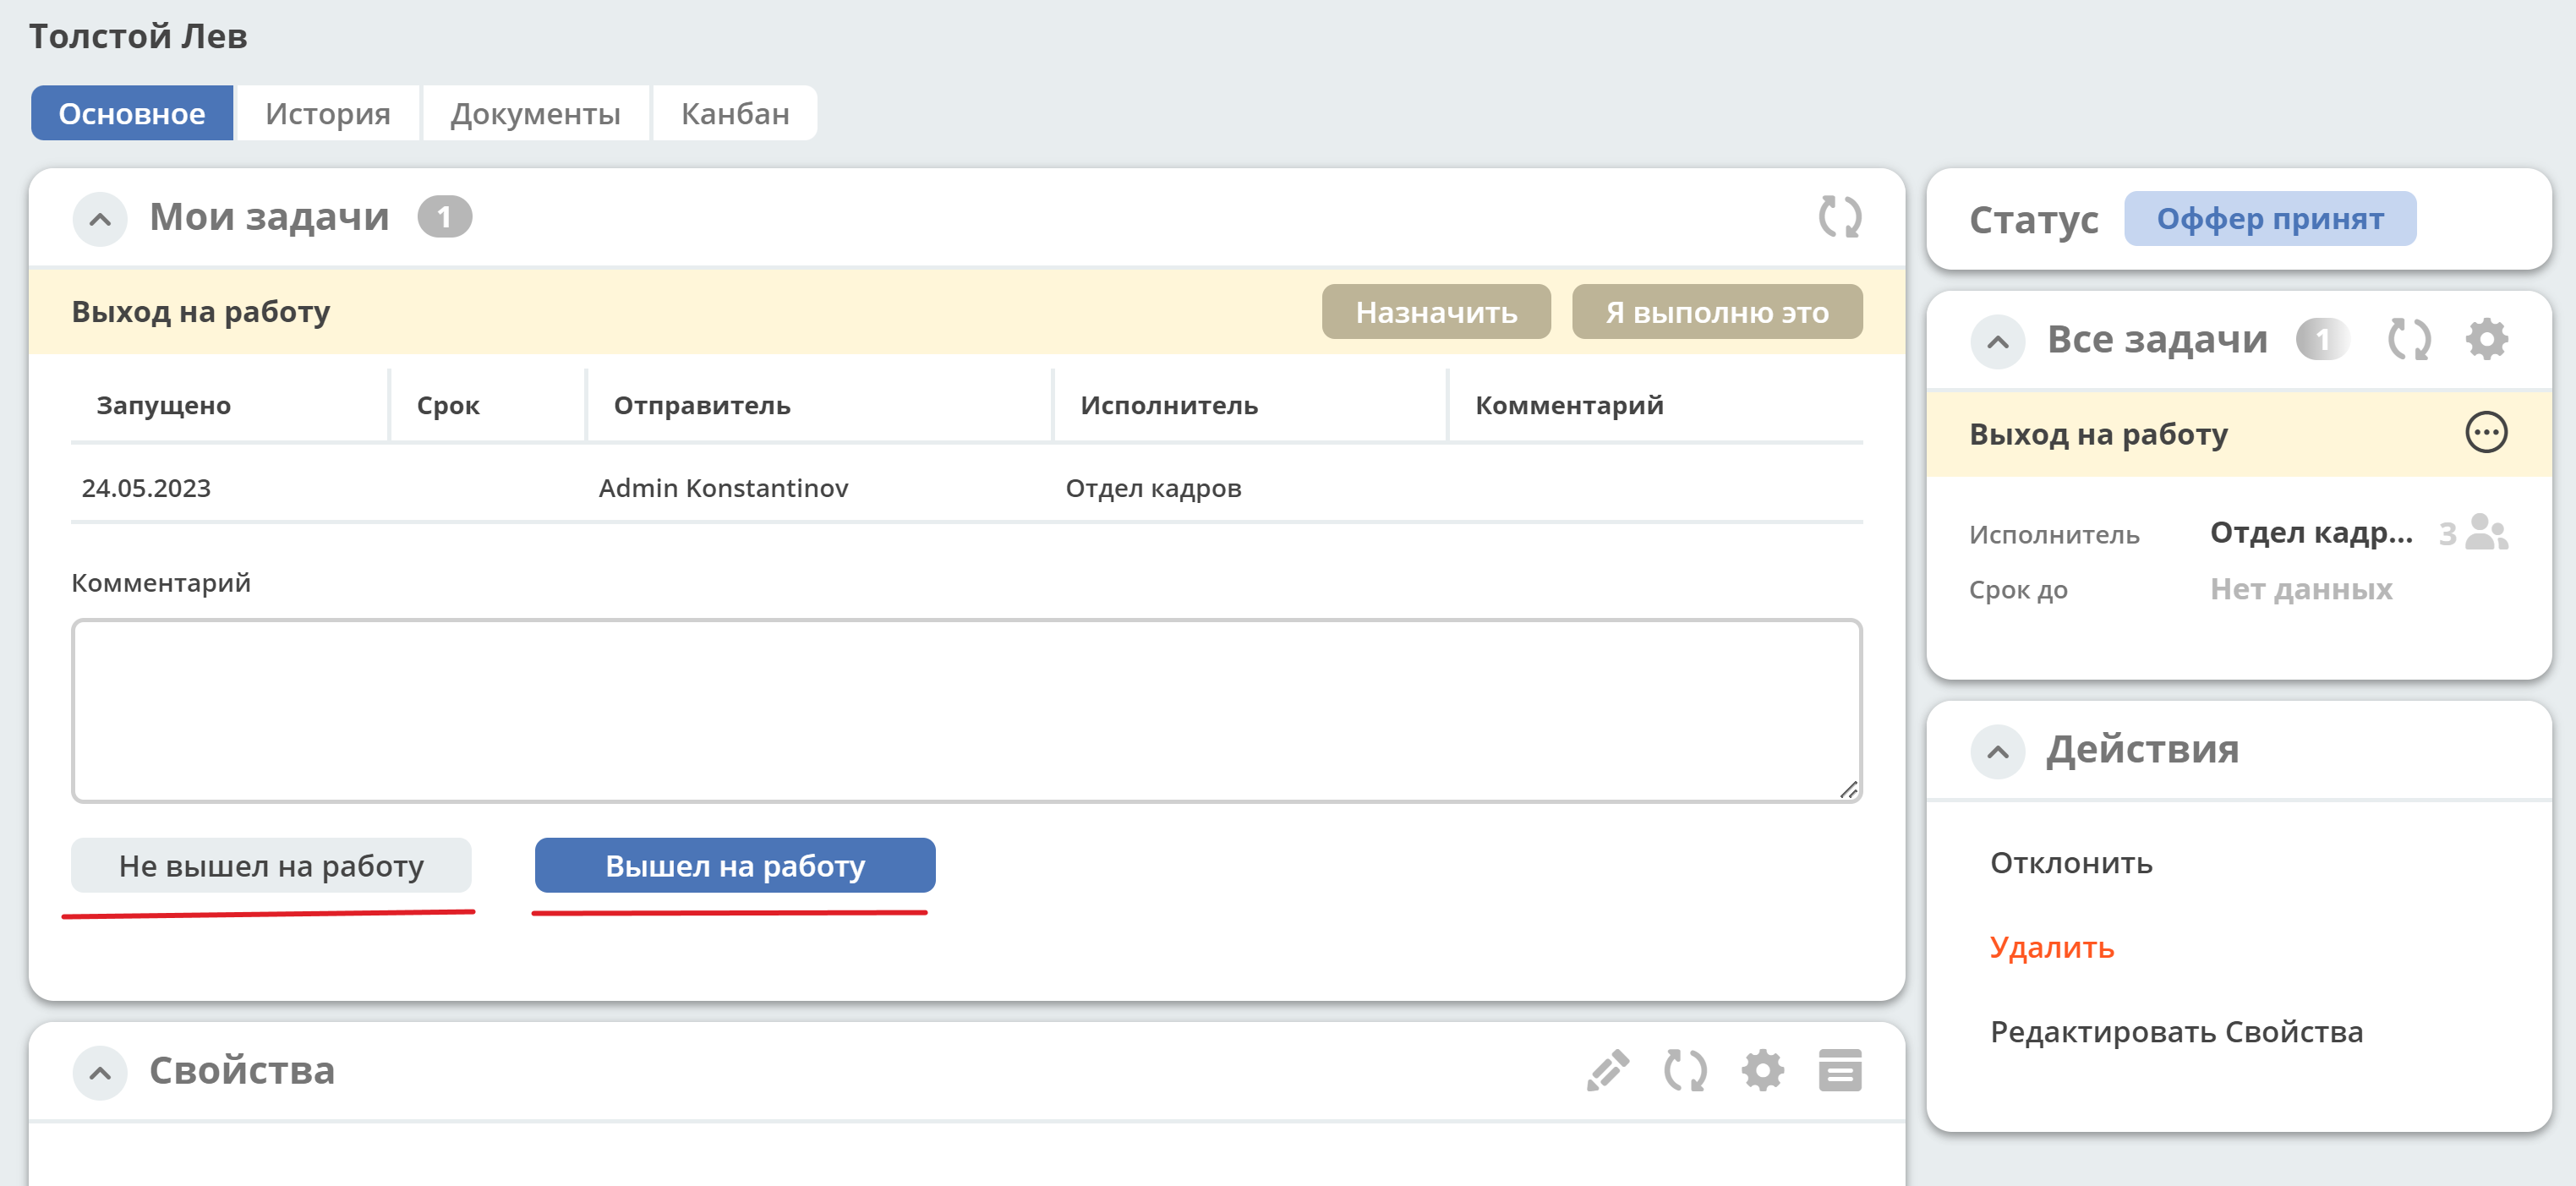 Толстой Лев
Основное История Документы Канбан
Мои задачи 1
Выход на работу Назначить Я выполню это
Запущено Срок Отправитель Исполнитель Комментарий
24.05.2023 Admin Konstantinov Отдел кадров
Комментарий
Не вышел на работу Вышел на работу
Свойства
Статус Оффер принят
Все задачи 1
Выход на работу
Исполнитель Отдел кадр... 3
Срок до Нет данных
Действия
Отклонить
Удалить
Редактировать Свойства